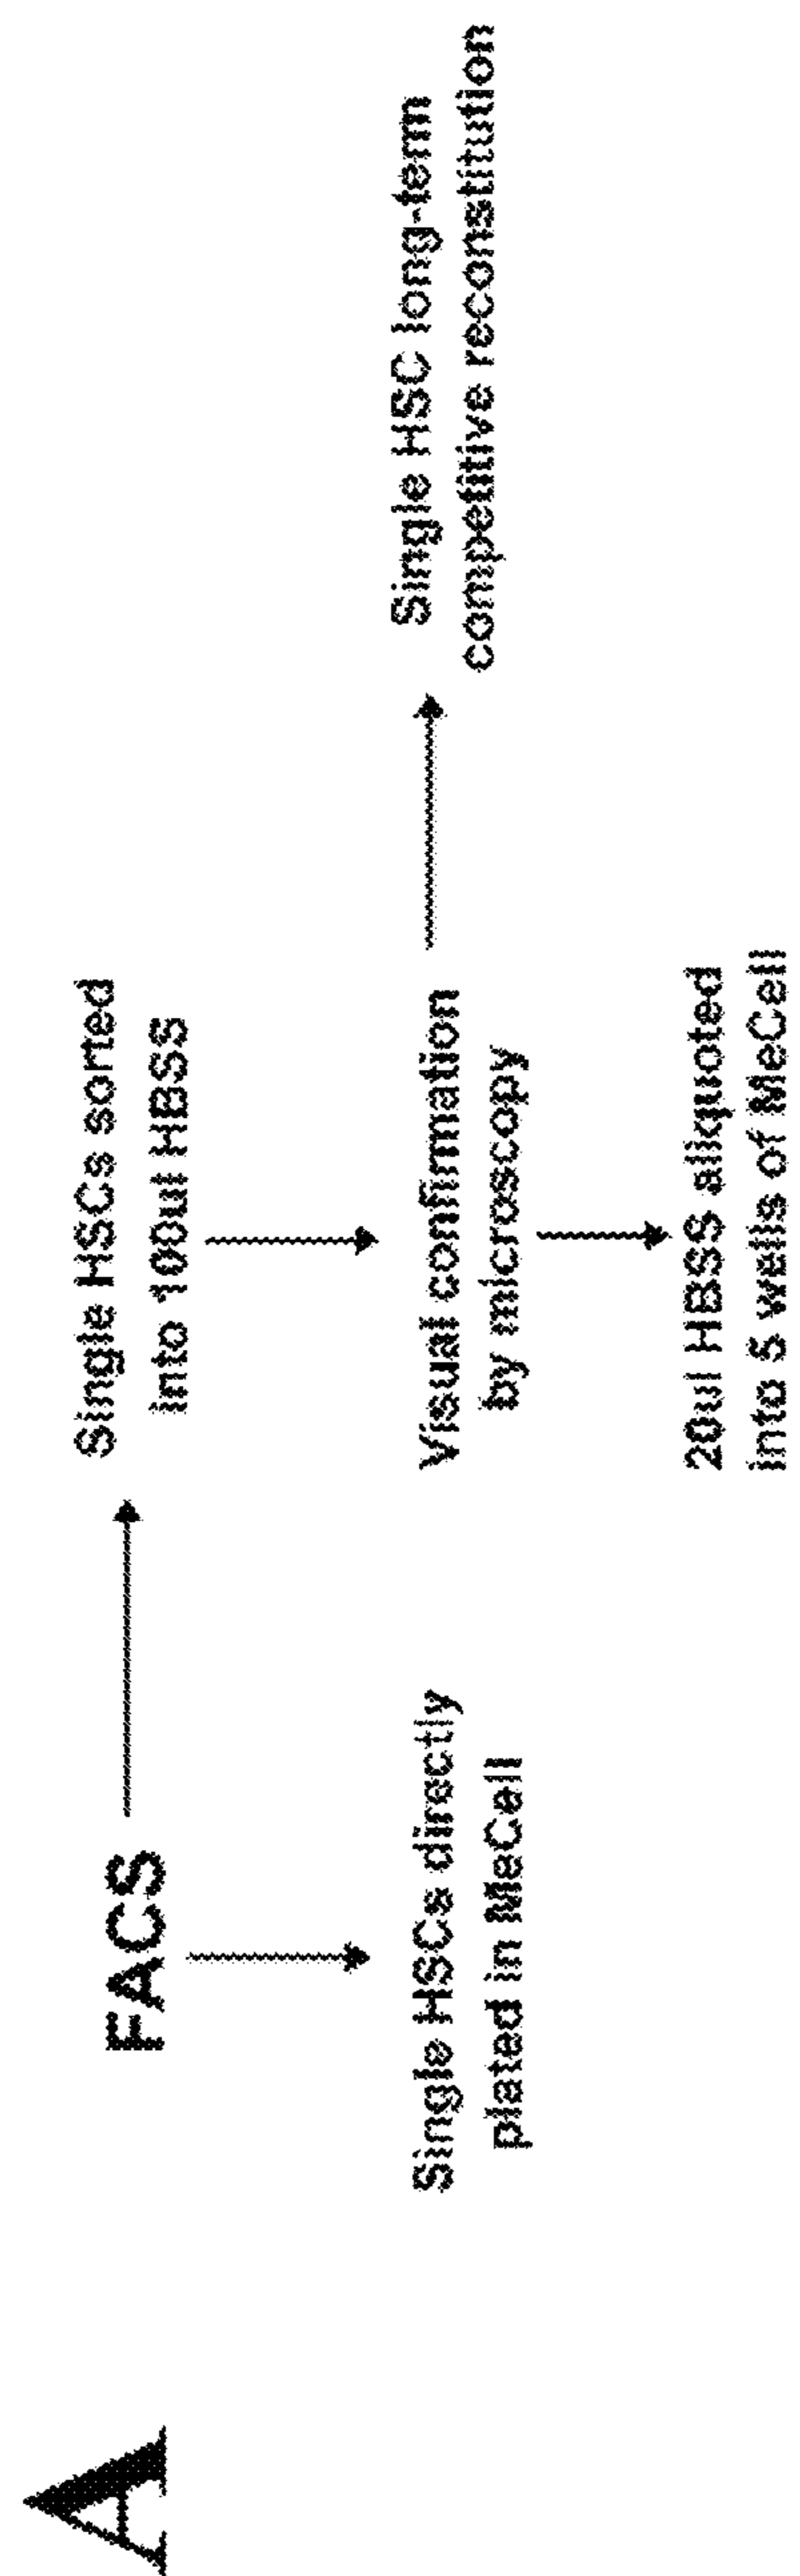 A
FACS
Single HSCs sorted
into 100ul HBSS
Single HSCs directly
plated in MeCell
Visual confirmation
by microscopy
Single HSC long-term
competitive reconstitution
20ul HBSS aliquoted
into 5 wells of MeCell